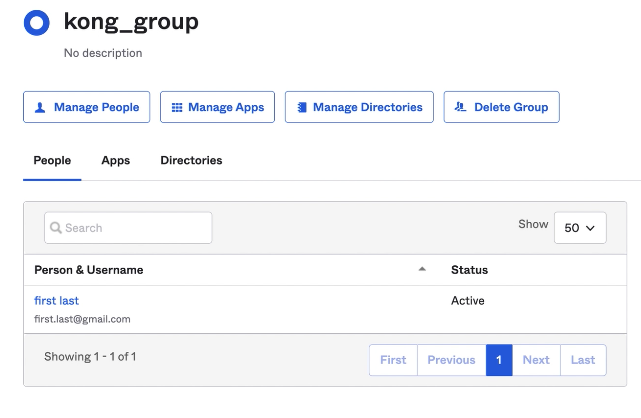 kong_group
No description
Manage People Manage Apps Manage Directories Delete Group
People Apps Directories
Search Show 50
Person & Username Status
first last Active
first.last@gmail.com
Showing 1 - 1 of 1 First Previous 1 Next Last